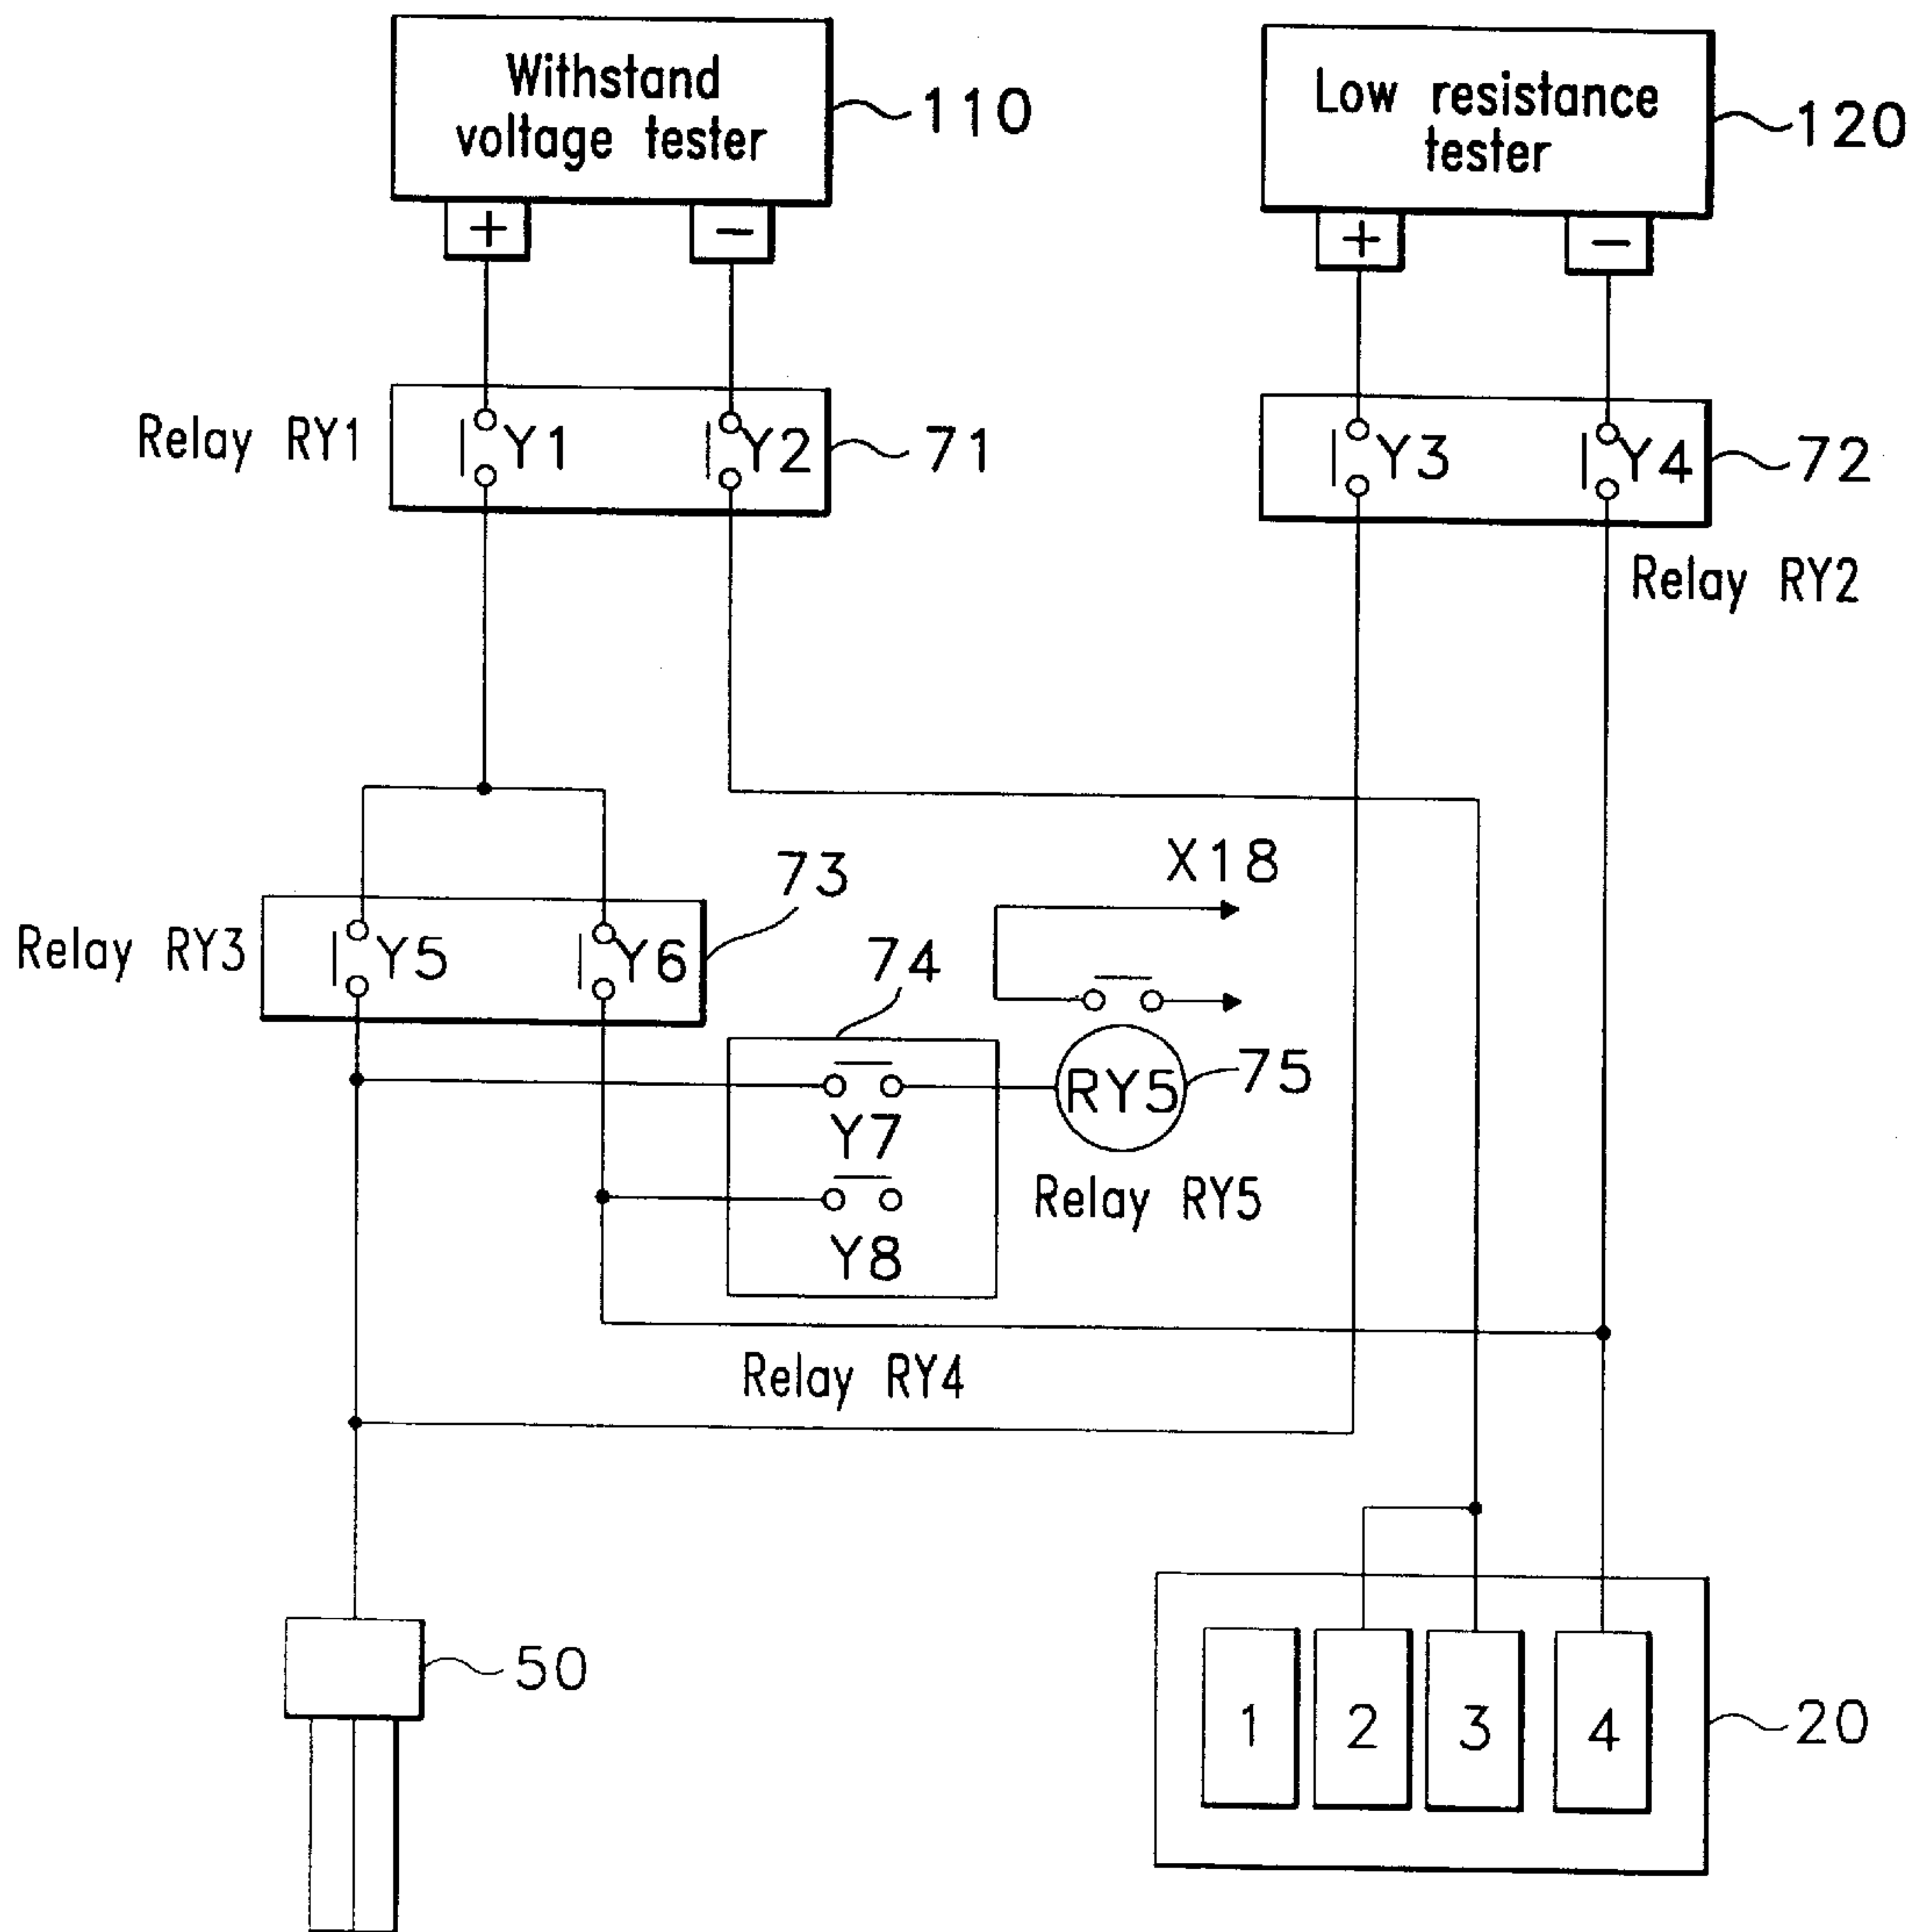 Withstand
voltage tester
110
Low resistance
tester
120
+
−
+
−
Relay RY1
Y1
Y2
71
Y3
Y4
72
Relay RY2
X18
73
Relay RY3
Y5
Y6
74
RY5
75
Y7
Relay RY5
Y8
Relay RY4
50
1
2
3
4
20